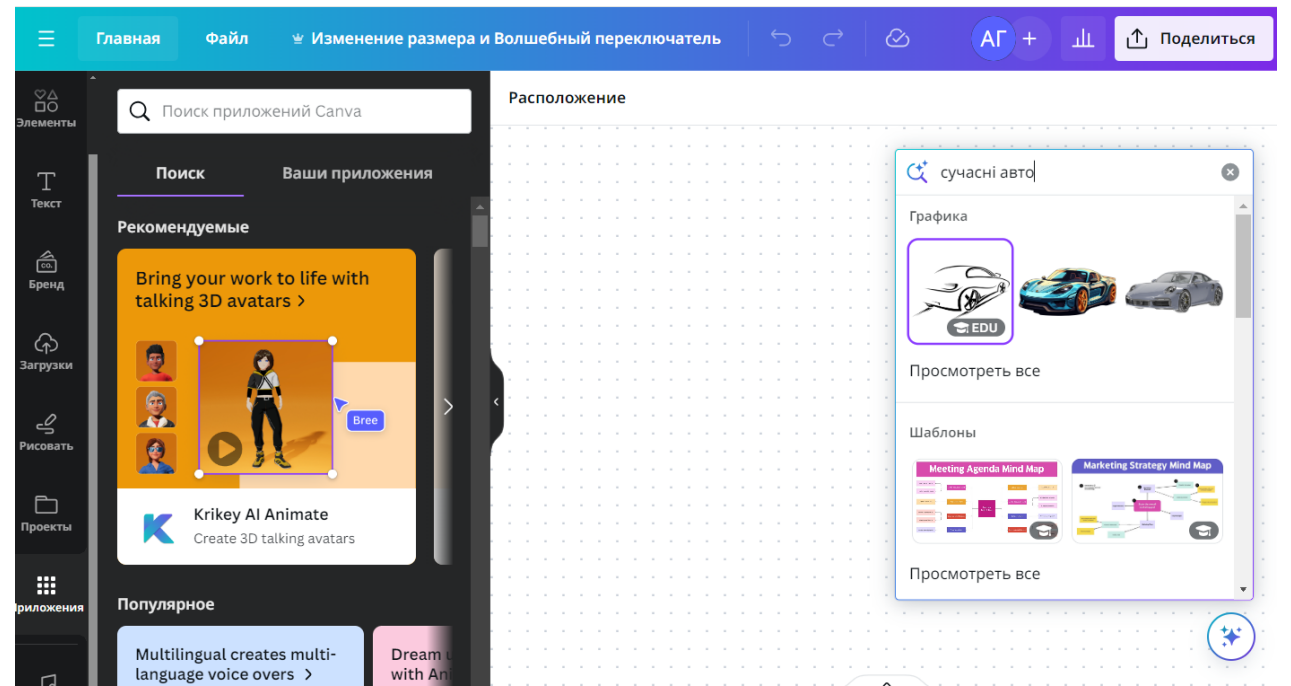 Главная
Файл
Изменение размера и Волшебный переключатель
АГ
+
Поделиться
Элементы
Текст
CO.
Бренд
Загрузки
Рисовать
Проекты
Приложения
Поиск приложений Canva
Поиск
Ваши приложения
Рекомендуемые
Bring your work to life with
talking 3D avatars >
Bree
Krikey AI Animate
Create 3D talking avatars
Популярное
Multilingual creates multi-
language voice overs >
Dream
with Ani
Расположение
сучасні авто
Графика
EDU
Просмотреть все
Шаблоны
Meeting Agenda Mind Map
Marketing Strategy Mind Map
Просмотреть все